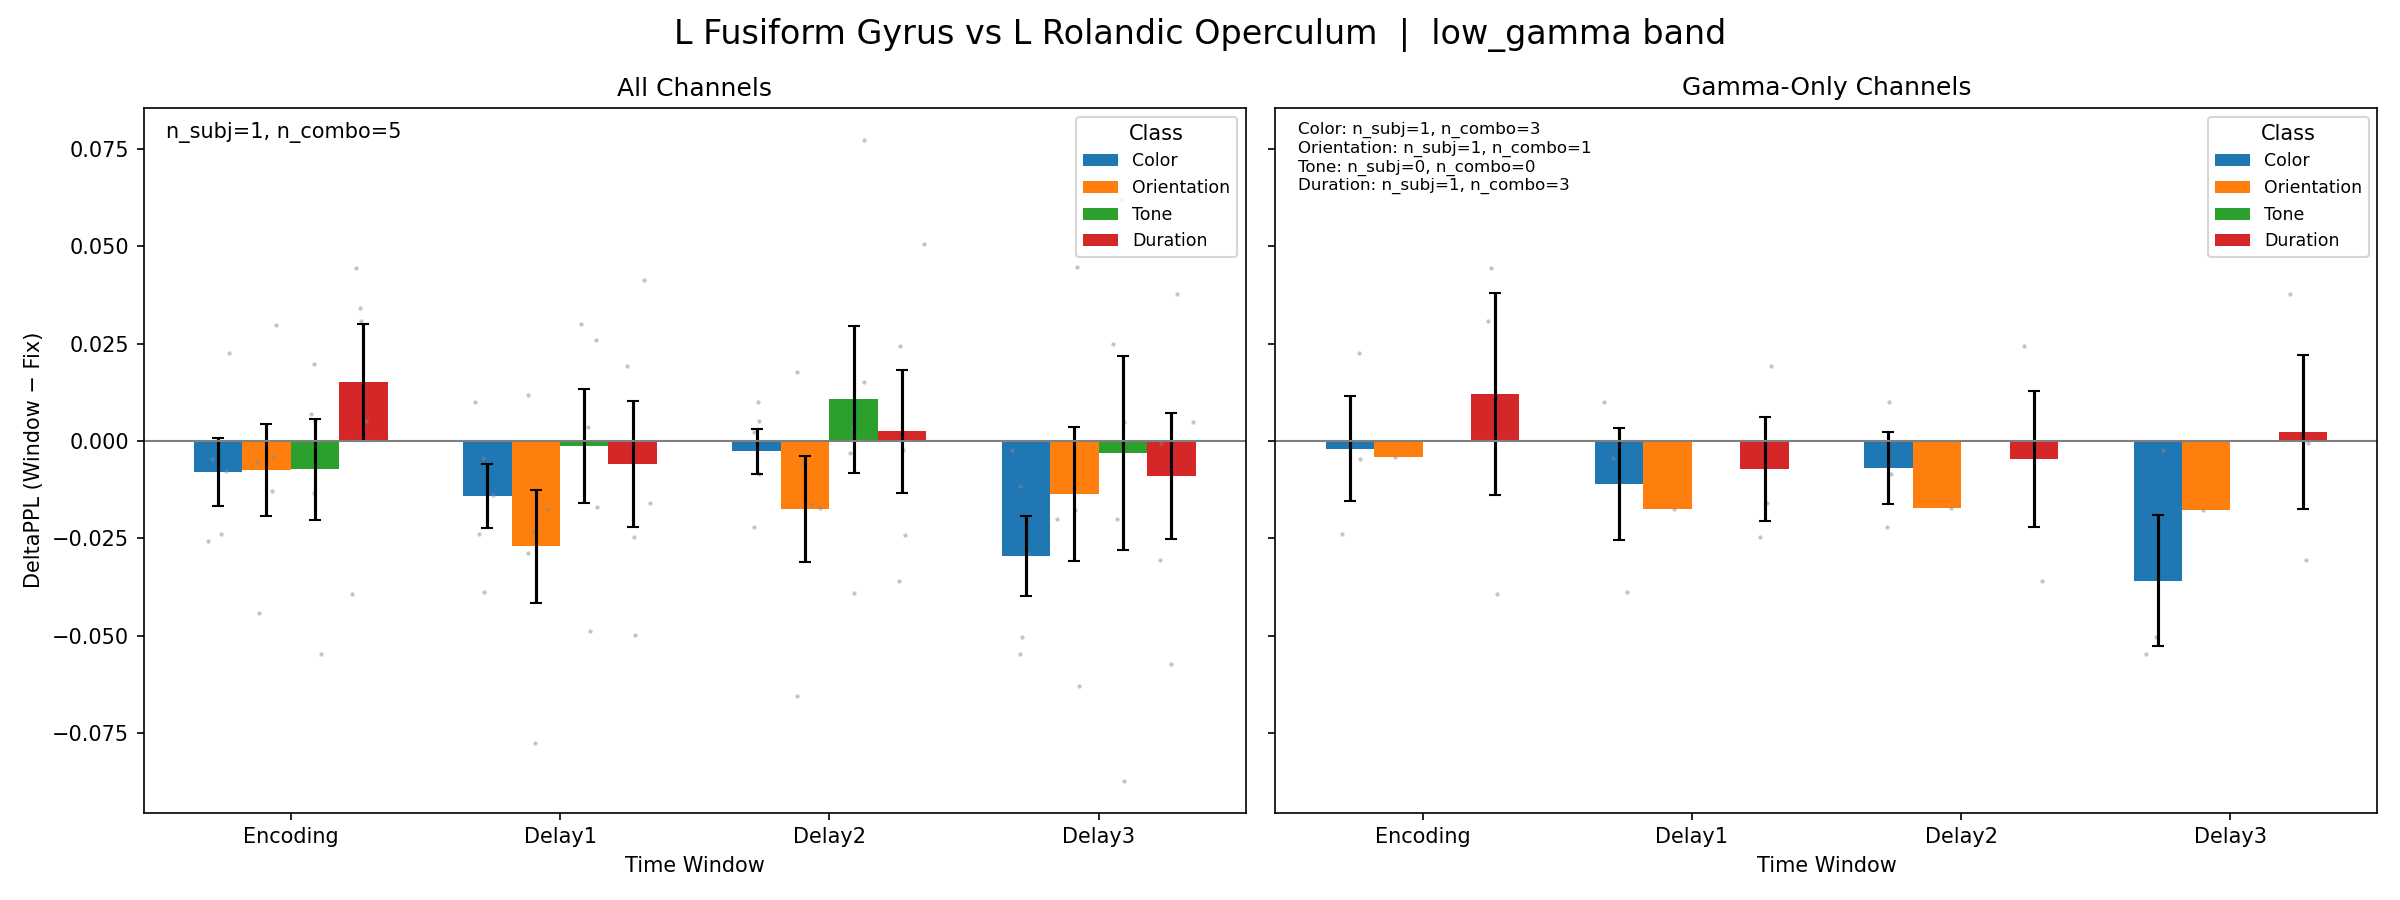 L Fusiform Gyrus vs L Rolandic Operculum | low_gamma band
All Channels
n_subj=1, n_combo=5
Class
Color
Orientation
Tone
Duration
DeltaPPL (Window − Fix)
0.075
0.050
0.025
0.000
−0.025
−0.050
−0.075
Encoding
Delay1
Delay2
Delay3
Time Window
Gamma-Only Channels
Color: n_subj=1, n_combo=3
Orientation: n_subj=1, n_combo=1
Tone: n_subj=0, n_combo=0
Duration: n_subj=1, n_combo=3
Class
Color
Orientation
Tone
Duration
Encoding
Delay1
Delay2
Delay3
Time Window